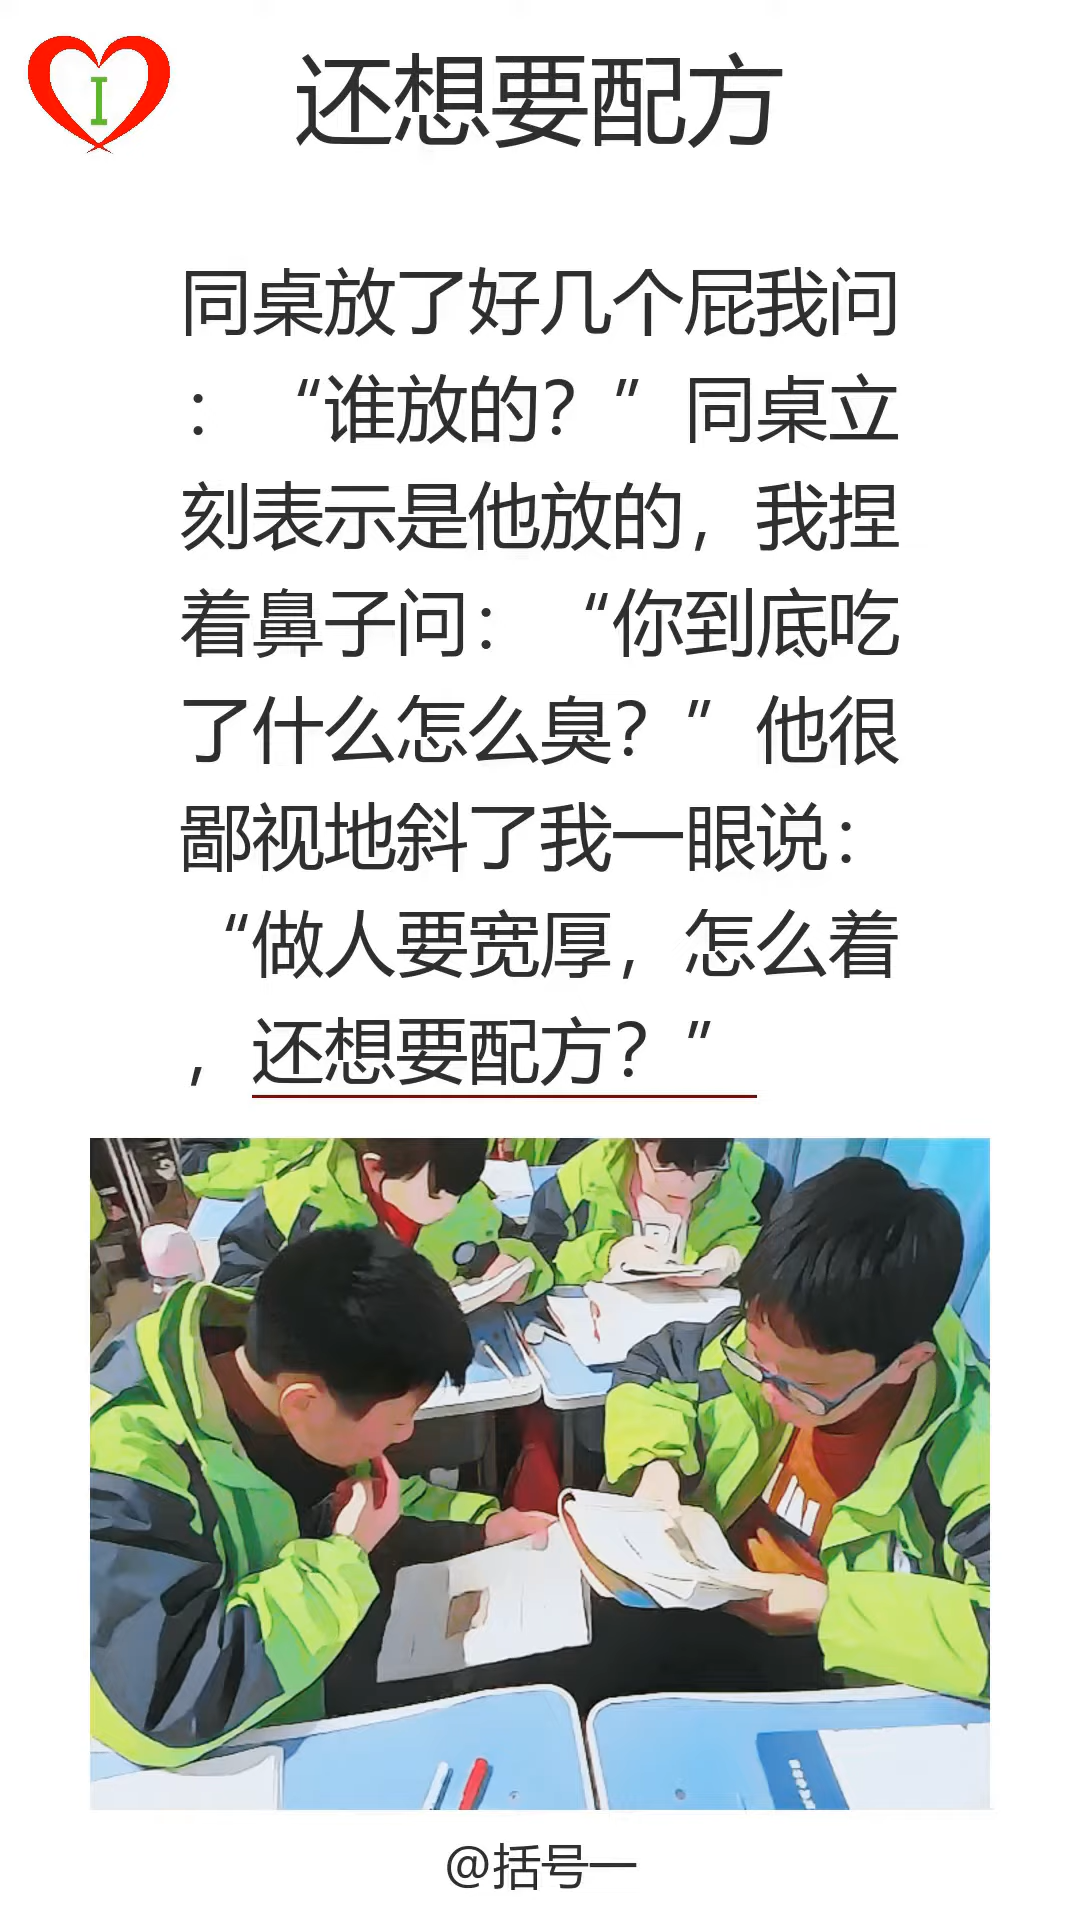 I
还想要配方
同桌放了好几个屁我问
：“谁放的？”同桌立
刻表示是他放的，我捏
着鼻子问：“你到底吃
了什么怎么臭？”他很
鄙视地斜了我一眼说：
“做人要宽厚，怎么着
，还想要配方？”
@括号一